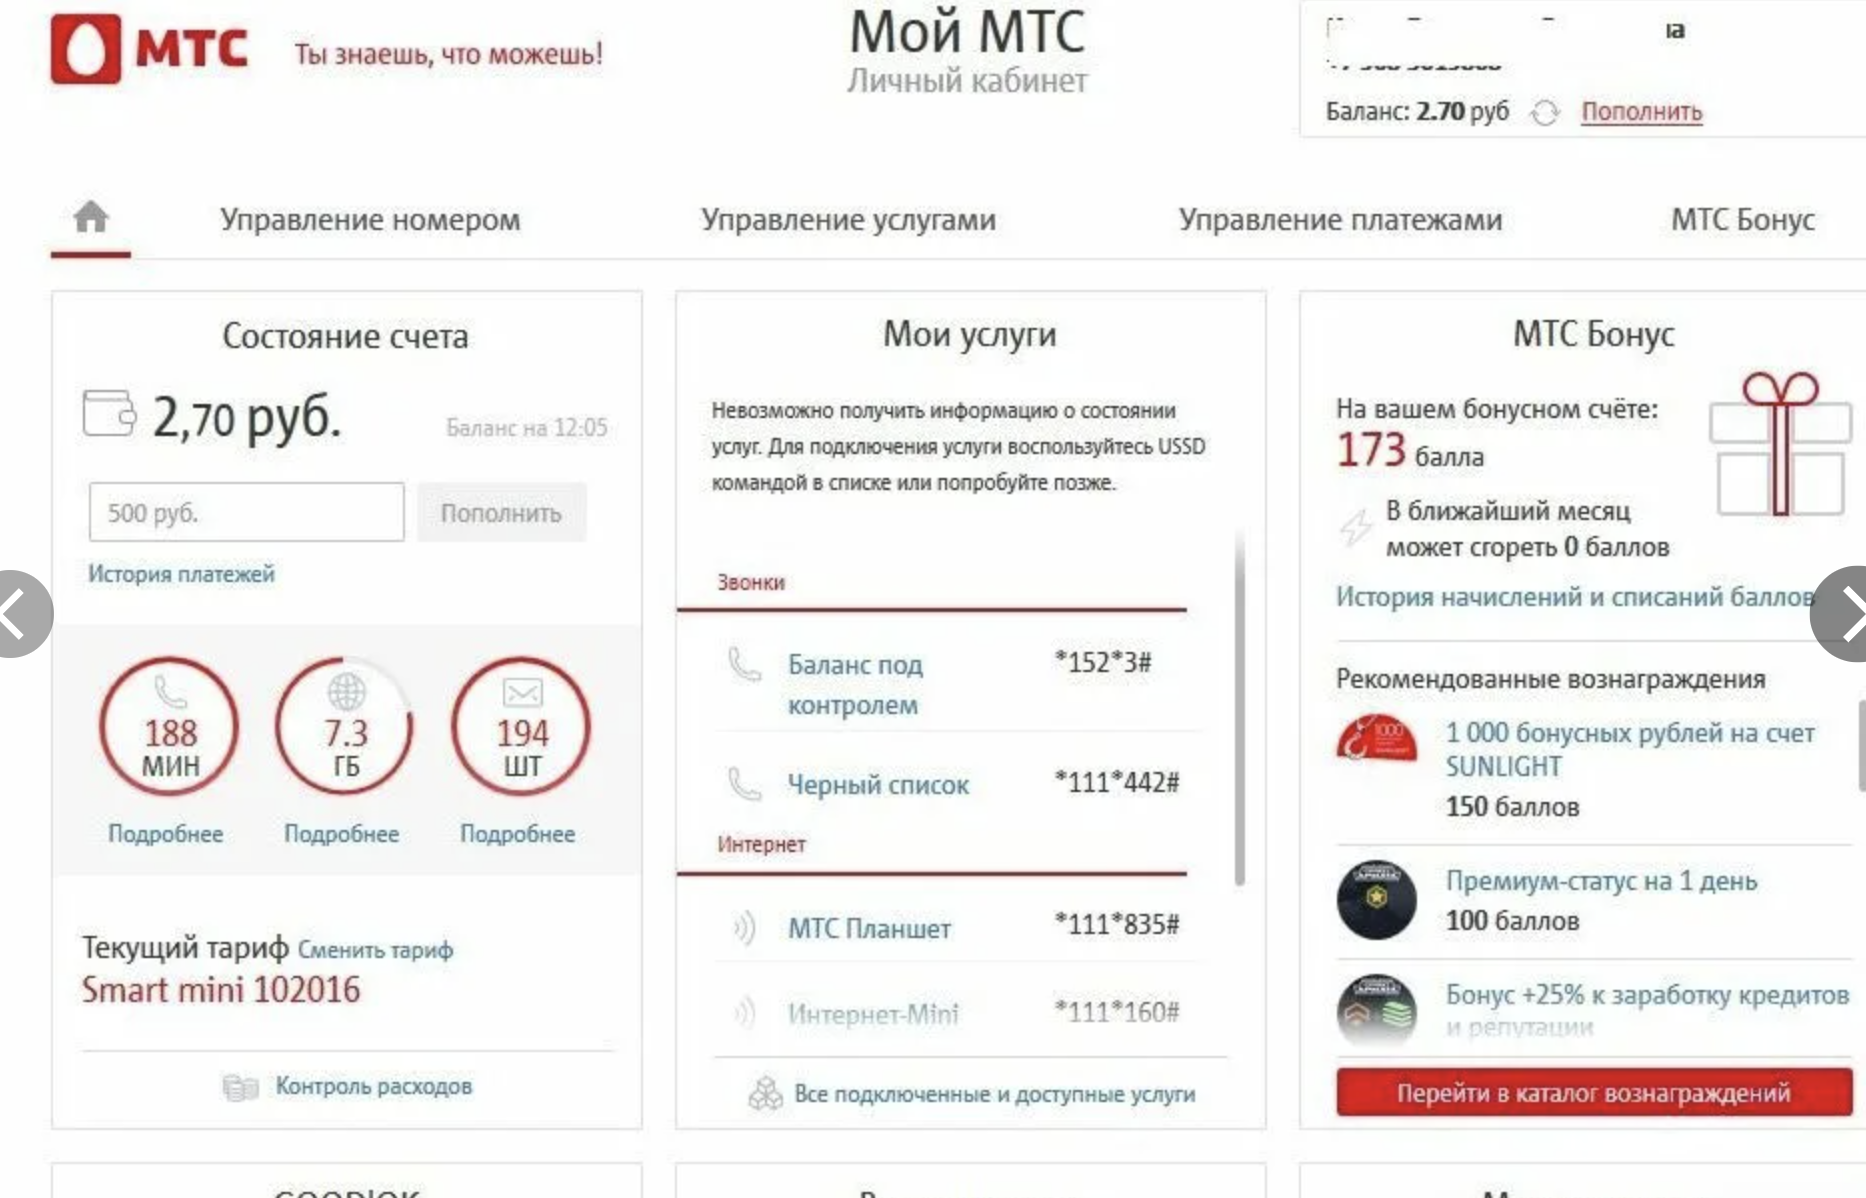 МТС
Ты знаешь, что можешь!
Мой МТС
Личный кабинет
Баланс: 2.70 руб
Пополнить
Управление номером
Управление услугами
Управление платежами
МТС Бонус
Состояние счета
2,70 руб.
Баланс на 12:05
500 руб.
Пополнить
История платежей
188
МИН
Подробнее
7.3
ГБ
Подробнее
194
ШТ
Подробнее
Текущий тариф Сменить тариф
Smart mini 102016
Контроль расходов
Мои услуги
Невозможно получить информацию о состоянии
услуг. Для подключения услуги воспользуйтесь USSD
командой в списке или попробуйте позже.
Звонки
Баланс под
контролем
*152*3#
Черный список
*111*442#
Интернет
МТС Планшет
*111*835#
Интернет-Mini
*111*160#
Все подключенные и доступные услуги
МТС Бонус
На вашем бонусном счёте:
173 балла
В ближайший месяц
может сгореть 0 баллов
История начислений и списаний баллов
Рекомендованные вознаграждения
1 000 бонусных рублей на счет
SUNLIGHT
150 баллов
Премиум-статус на 1 день
100 баллов
Бонус +25% к заработку кредитов
и репутации
Перейти в каталог вознаграждений